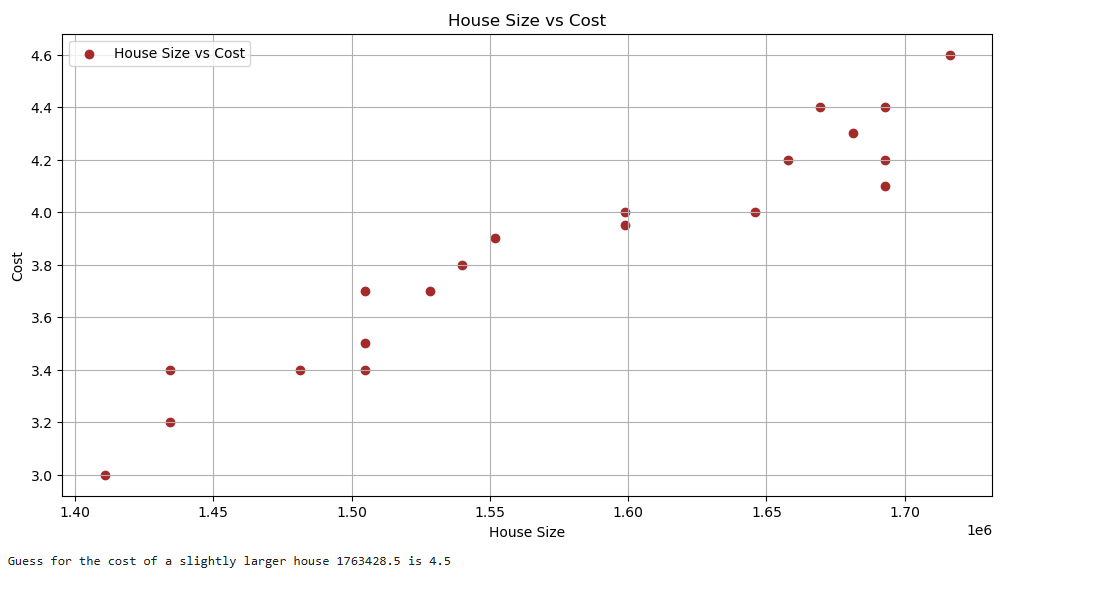 House Size vs Cost
House Size vs Cost
4.6
4.4
4.2
4.0
3.8
3.6
3.4
3.2
3.0
Cost
1.40 1.45 1.50 1.55 1.60 1.65 1.70
1e6
House Size
Guess for the cost of a slightly larger house 1763428.5 is 4.5